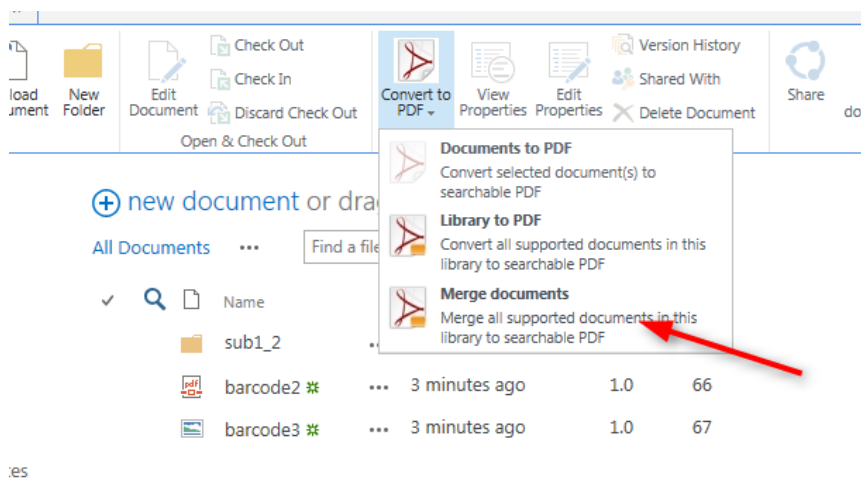 load
ument
New
Folder
Edit
Document
Check Out
Check In
Discard Check Out
Open & Check Out
Convert to
PDF
View
Properties
Edit
Properties
Version History
Shared With
Delete Document
Share
do
Documents to PDF
Convert selected document(s) to
searchable PDF
Library to PDF
Convert all supported documents in this
library to searchable PDF
Merge documents
Merge all supported documents in this
library to searchable PDF
new document or dra
All Documents ••• Find a file
Name
sub1_2
pdf barcode2 ••• 3 minutes ago 1.0 66
barcode3 ••• 3 minutes ago 1.0 67
es